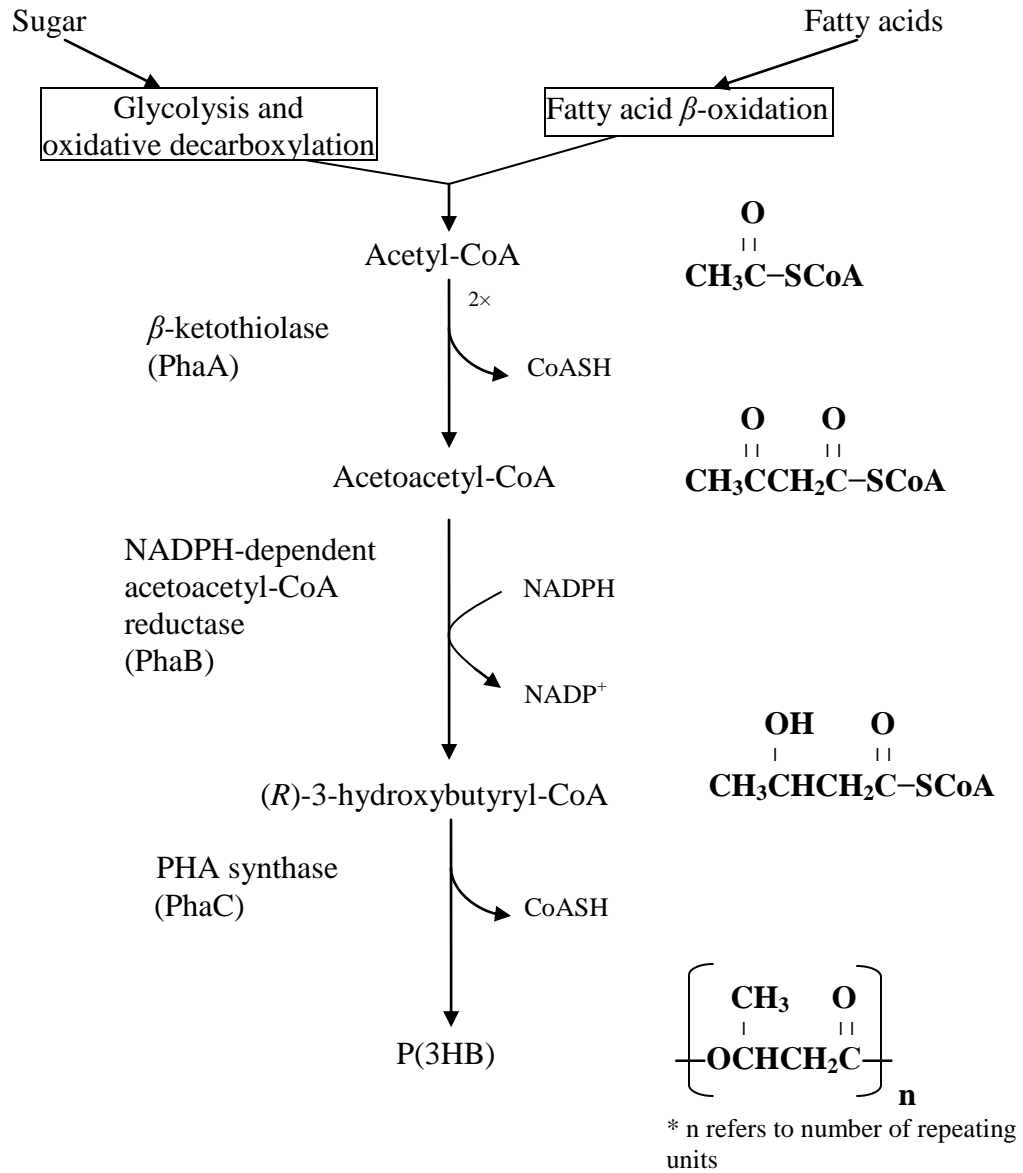 Sugar
Fatty acids
Glycolysis and
oxidative decarboxylation
Fatty acid β-oxidation
Acetyl-CoA
O
CH₃C−SCoA
2×
β-ketothiolase
(PhaA)
CoASH
Acetoacetyl-CoA
O O
CH₃CCH₂C−SCoA
NADPH-dependent
acetoacetyl-CoA
reductase
(PhaB)
NADPH
NADP⁺
(R)-3-hydroxybutyryl-CoA
OH O
CH₃CHCH₂C−SCoA
PHA synthase
(PhaC)
CoASH
P(3HB)
CH₃ O
−OCHCH₂C−
n
* n refers to number of repeating
units